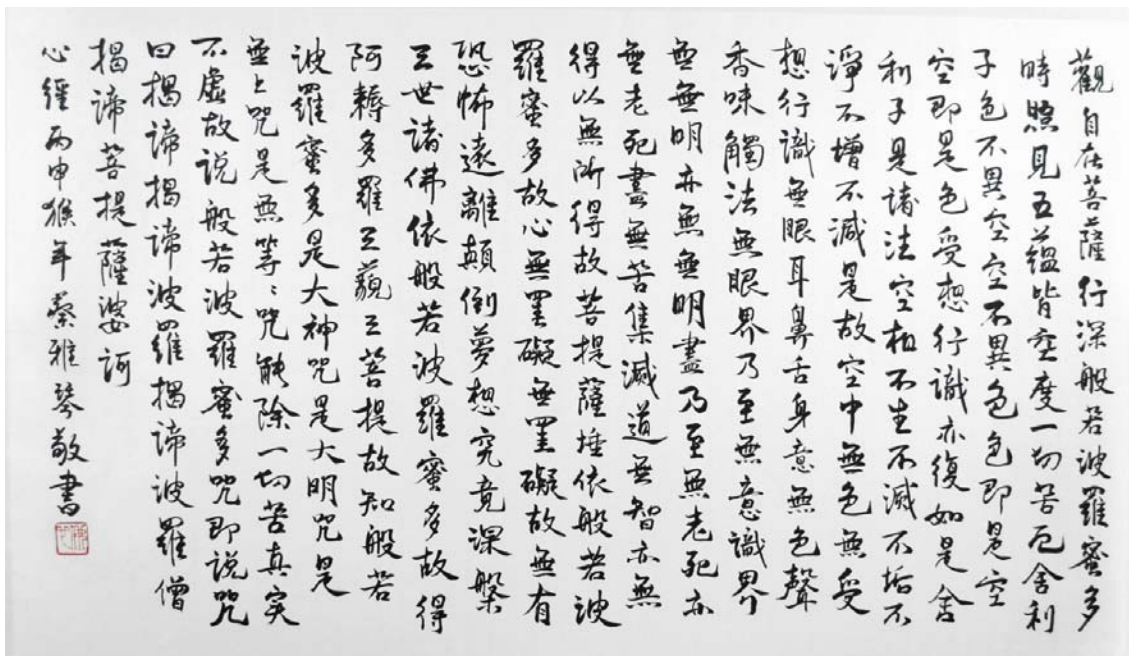 觀自在菩薩行深般若波羅蜜多
時照見五蘊皆空度一切苦厄舍利
子色不異空空不異色色即是空
空即是色受想行識亦復如是舍
利子是諸法空相不生不滅不垢不
淨不增不減是故空中無色無受
想行識無眼耳鼻舌身意無色聲
香味觸法無眼界乃至無意識界
無無明亦無無明盡乃至無老死亦
無老死盡無苦集滅道無智亦無
得以無所得故菩提薩埵依般若波
羅蜜多故心無罣礙無罣礙故無有
恐怖遠離顛倒夢想究竟涅槃
三世諸佛依般若波羅蜜多故得
阿耨多羅三藐三菩提故知般若
波羅蜜多是大神咒是大明咒是
無上咒是無等々咒能除一切苦真实
不虛故说般若波羅蜜多咒即说咒
曰揭諦揭諦波羅揭諦波羅僧
揭諦菩提薩婆訶
心經丙申猴年蔡雅琴敬書